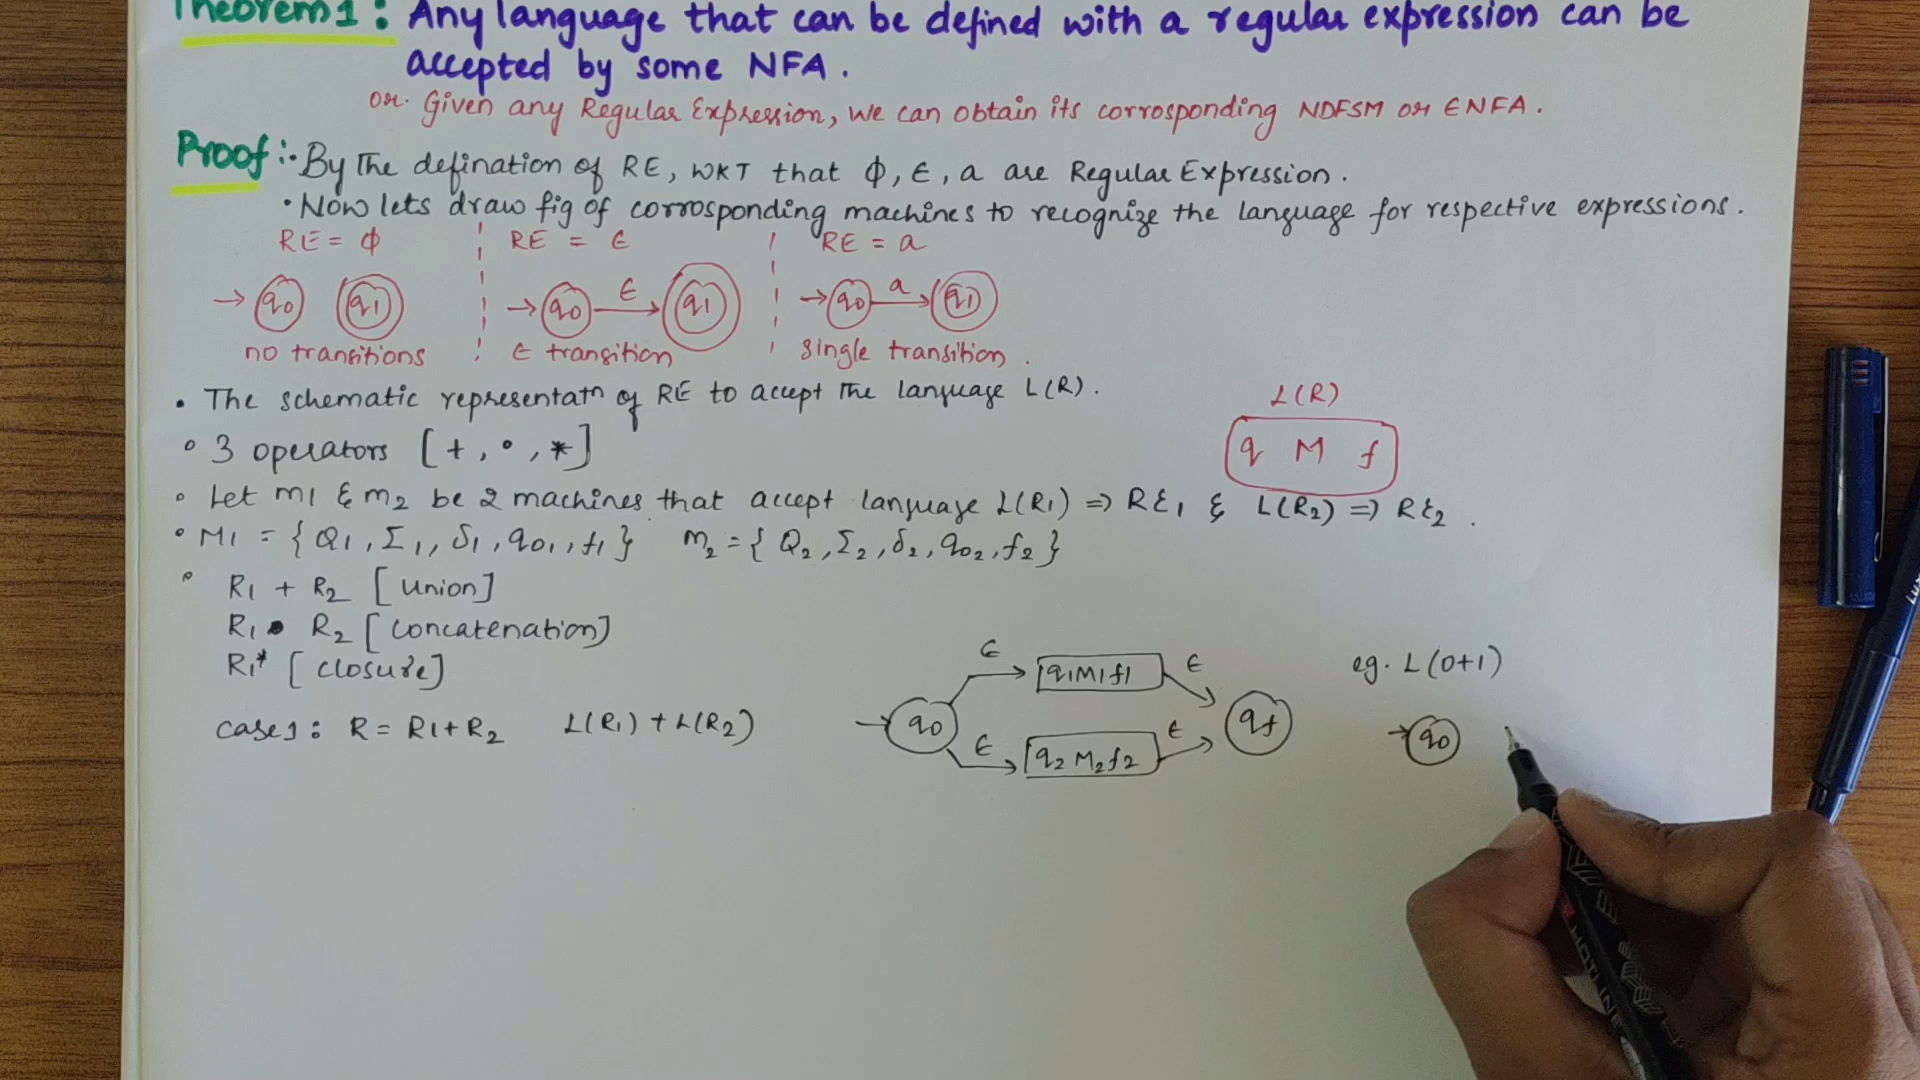 Theorem 1 : Any language that can be defined with a regular expression can be
accepted by some NFA .
or. Given any Regular Expression, we can obtain its corrosponding NDFSM or ENFA .
Proof :• By The defination of RE, WKT that Φ, ϵ, a are Regular Expression .
• Now lets draw fig of corrosponding machines to recognize the language for respective expressions .
RE = Φ RE = ϵ RE = a
q0 q1 q0 ϵ q1 q0 a q1
no transitions ϵ transition single transition .
• The schematic representatn of RE to accept The language L(R) .
L(R)
q M f
• 3 operators [+, •, *]
• Let m1 & m2 be 2 machines that accept language L(R1) => RE1 & L(R2) => RE2 .
• M1 = { Q1, Σ1, δ1, q01, f1 } m2 = { Q2, Σ2, δ2, q02, f2 }
• R1 + R2 [ Union ]
R1 • R2 [ concatenation ]
R1* [ closure ]
case 1 : R = R1+R2 L(R1) + L(R2)
ϵ q1 M1 f1 ϵ
q0 qf
ϵ q2 M2 f2 ϵ
eg. L(0+1)
q0